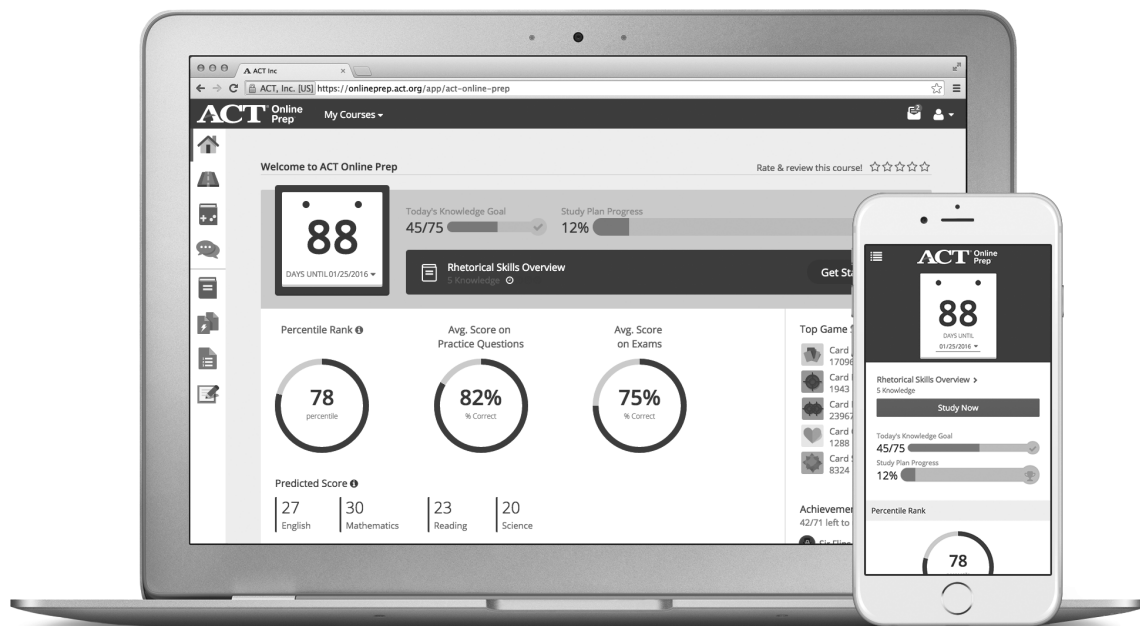 ACT Inc
ACT, Inc. [US] https://onlineprep.act.org/app/act-online-prep
ACT Online Prep
My Courses
2
Welcome to ACT Online Prep
Rate & review this course!
88
DAYS UNTIL 01/25/2016
Today's Knowledge Goal
45/75
Study Plan Progress
12%
Rhetorical Skills Overview
5 Knowledge
Get
Percentile Rank
78
percentile
Avg. Score on
Practice Questions
82%
% Correct
Avg. Score
on Exams
75%
% Correct
Top Game
Card
17096
Card
1943
Card
23967
Card
1288
Card
8324
Predicted Score
27
English
30
Mathematics
23
Reading
20
Science
42/71 left to
ACT Online Prep
88
DAYS UNTIL
01/25/2016
Rhetorical Skills Overview >
5 Knowledge
Study Now
Today's Knowledge Goal
45/75
Study Plan Progress
12%
Percentile Rank
78